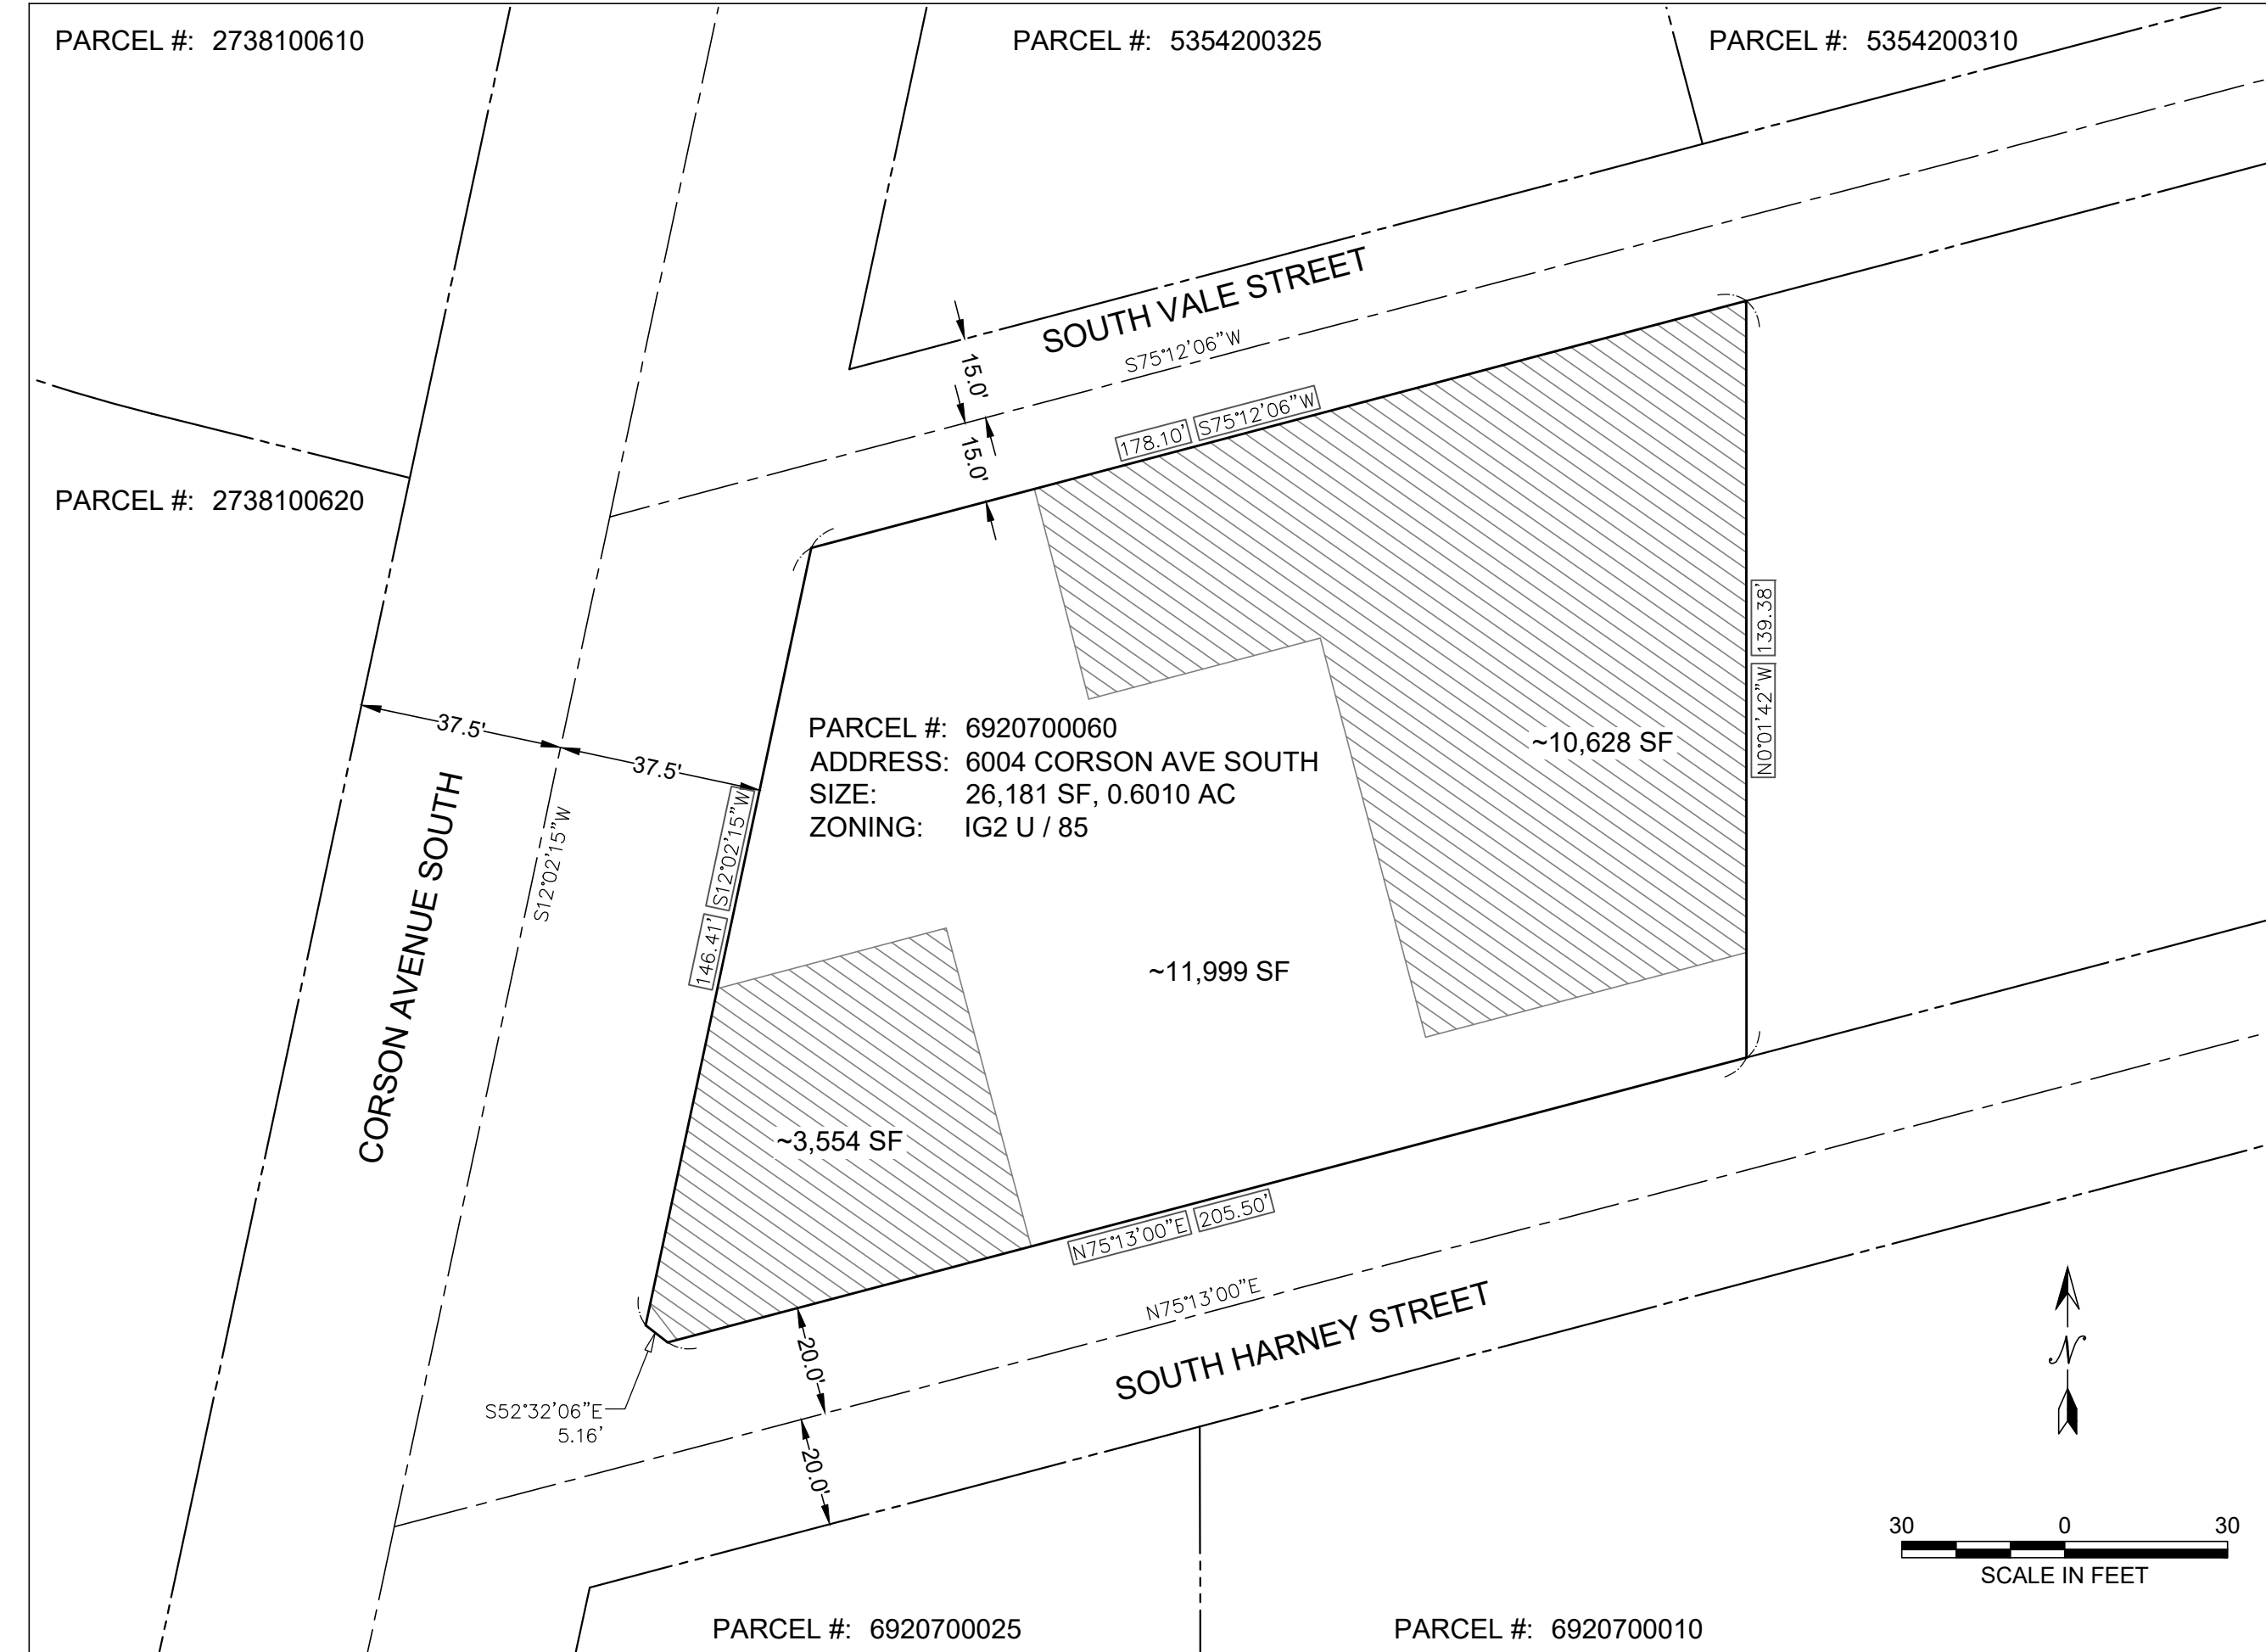 PARCEL #: 2738100610
PARCEL #: 5354200325
PARCEL #: 5354200310
SOUTH VALE STREET
S75°12'06"W
15.0'
15.0'
178.10' S75°12'06"W
PARCEL #: 2738100620
139.38'
N0°01'42"W
37.5'
37.5'
PARCEL #: 6920700060
ADDRESS: 6004 CORSON AVE SOUTH
SIZE: 26,181 SF, 0.6010 AC
ZONING: IG2 U / 85
~10,628 SF
CORSON AVENUE SOUTH
S12°02'15"W
146.41' S12°02'15"W
~11,999 SF
~3,554 SF
N75°13'00"E 205.50'
N75°13'00"E
SOUTH HARNEY STREET
20.0'
20.0'
S52°32'06"E
5.16'
N
30 0 30
SCALE IN FEET
PARCEL #: 6920700025
PARCEL #: 6920700010